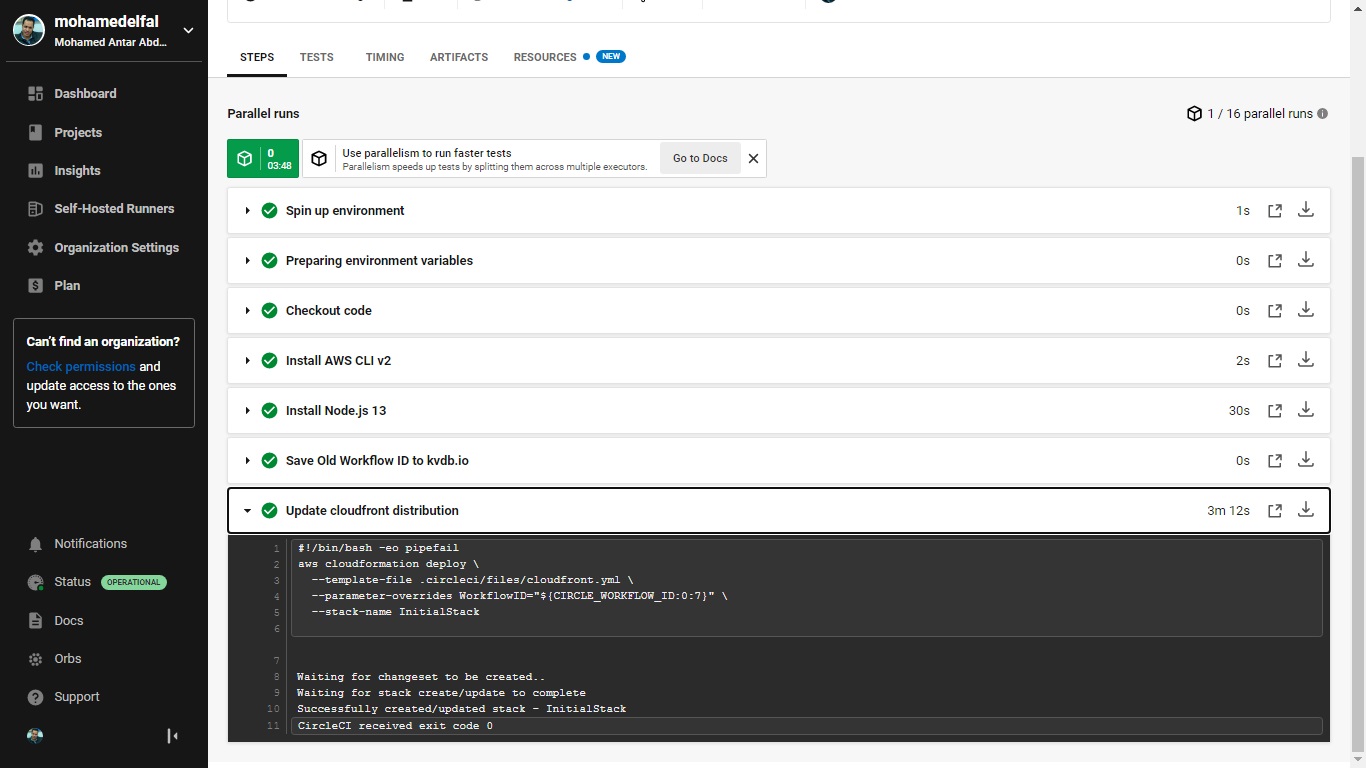 mohamedelfal
Mohamed Antar Abd...
Dashboard
Projects
Insights
Self-Hosted Runners
Organization Settings
Plan
Can't find an organization?
Check permissions and
update access to the ones
you want.
Notifications
Status OPERATIONAL
Docs
Orbs
Support
STEPS TESTS TIMING ARTIFACTS RESOURCES NEW
Parallel runs
1 / 16 parallel runs
0
03:48
Use parallelism to run faster tests
Parallelism speeds up tests by splitting them across multiple executors.
Go to Docs
Spin up environment 1s
Preparing environment variables 0s
Checkout code 0s
Install AWS CLI v2 2s
Install Node.js 13 30s
Save Old Workflow ID to kvdb.io 0s
Update cloudfront distribution 3m 12s
1 #!/bin/bash -eo pipefail
2 aws cloudformation deploy \
3 --template-file .circleci/files/cloudfront.yml \
4 --parameter-overrides WorkflowID="${CIRCLE_WORKFLOW_ID:0:7}" \
5 --stack-name InitialStack
6
7
8 Waiting for changeset to be created..
9 Waiting for stack create/update to complete
10 Successfully created/updated stack - InitialStack
11 CircleCI received exit code 0